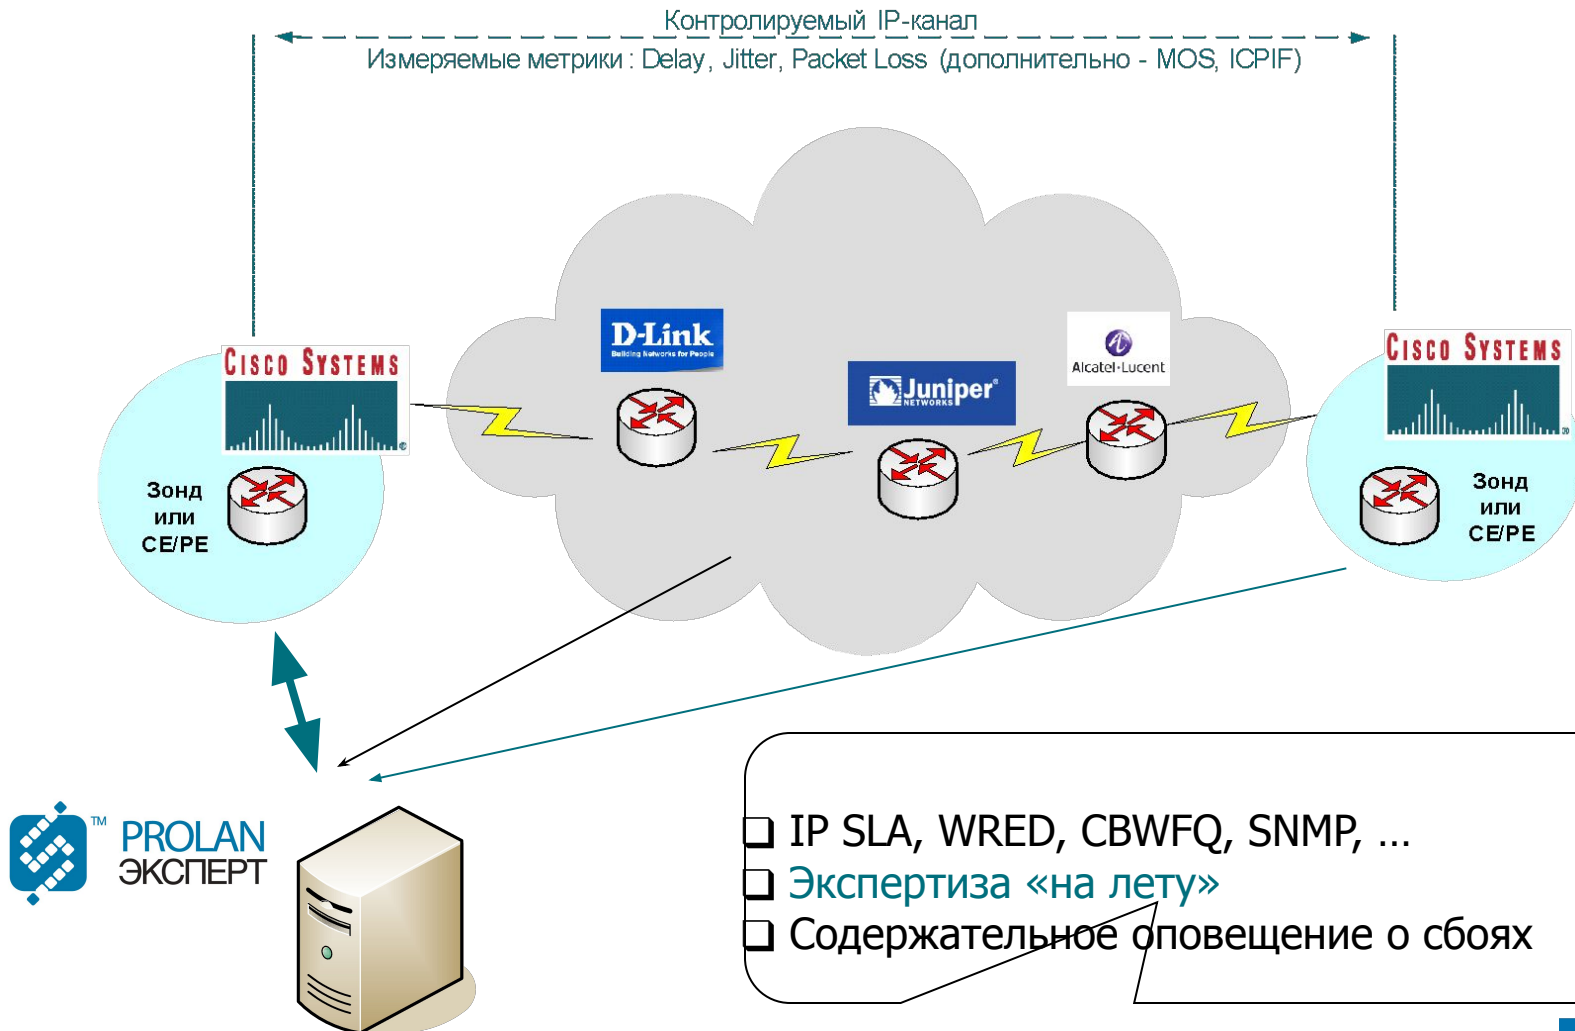 Контролируемый IP-канал
Измеряемые метрики : Delay, Jitter, Packet Loss (дополнительно - MOS, ICPIF)
CISCO SYSTEMS
D-Link
Building Networks for People
Juniper®
NETWORKS
Alcatel·Lucent
CISCO SYSTEMS
Зонд
или
CE/PE
Зонд
или
CE/PE
PROLAN
ЭКСПЕРТ
TM
IP SLA, WRED, CBWFQ, SNMP, ...
Экспертиза «на лету»
Содержательное оповещение о сбоях